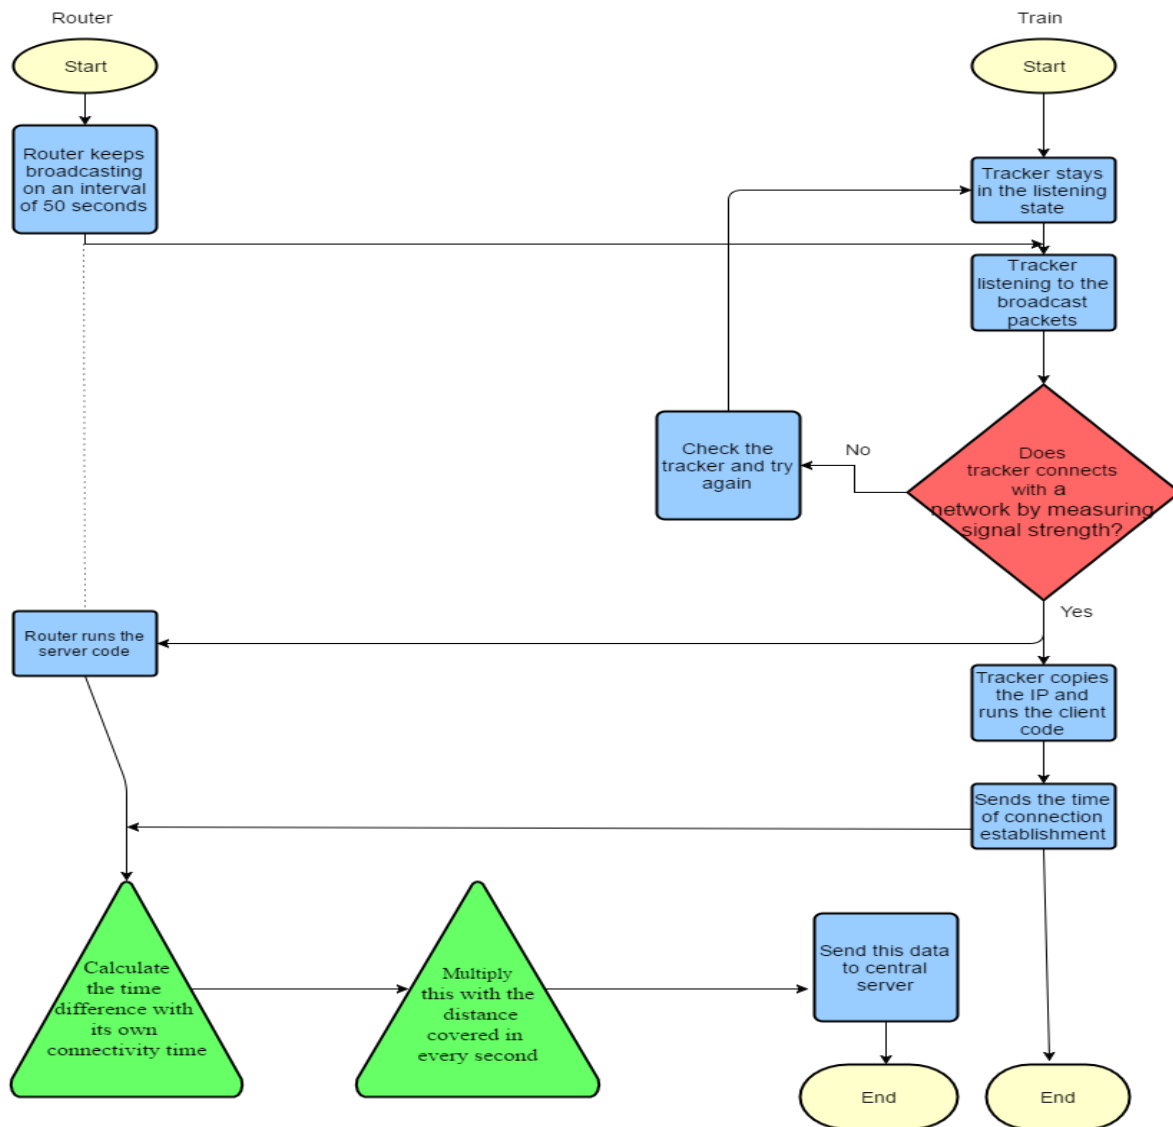 Router
Train
Start
Start
Router keeps
broadcasting
on an interval
of 50 seconds
Tracker stays
in the listening
state
Tracker
listening to the
broadcast
packets
Check the
tracker and try
again
No
Does
tracker connects
with a
network by measuring
signal strength?
Yes
Router runs the
server code
Tracker copies
the IP and
runs the client
code
Sends the time
of connection
establishment
Calculate
the time
difference with
its own
connectivity time
Multiply
this with the
distance
covered in
every second
Send this data
to central
server
End
End